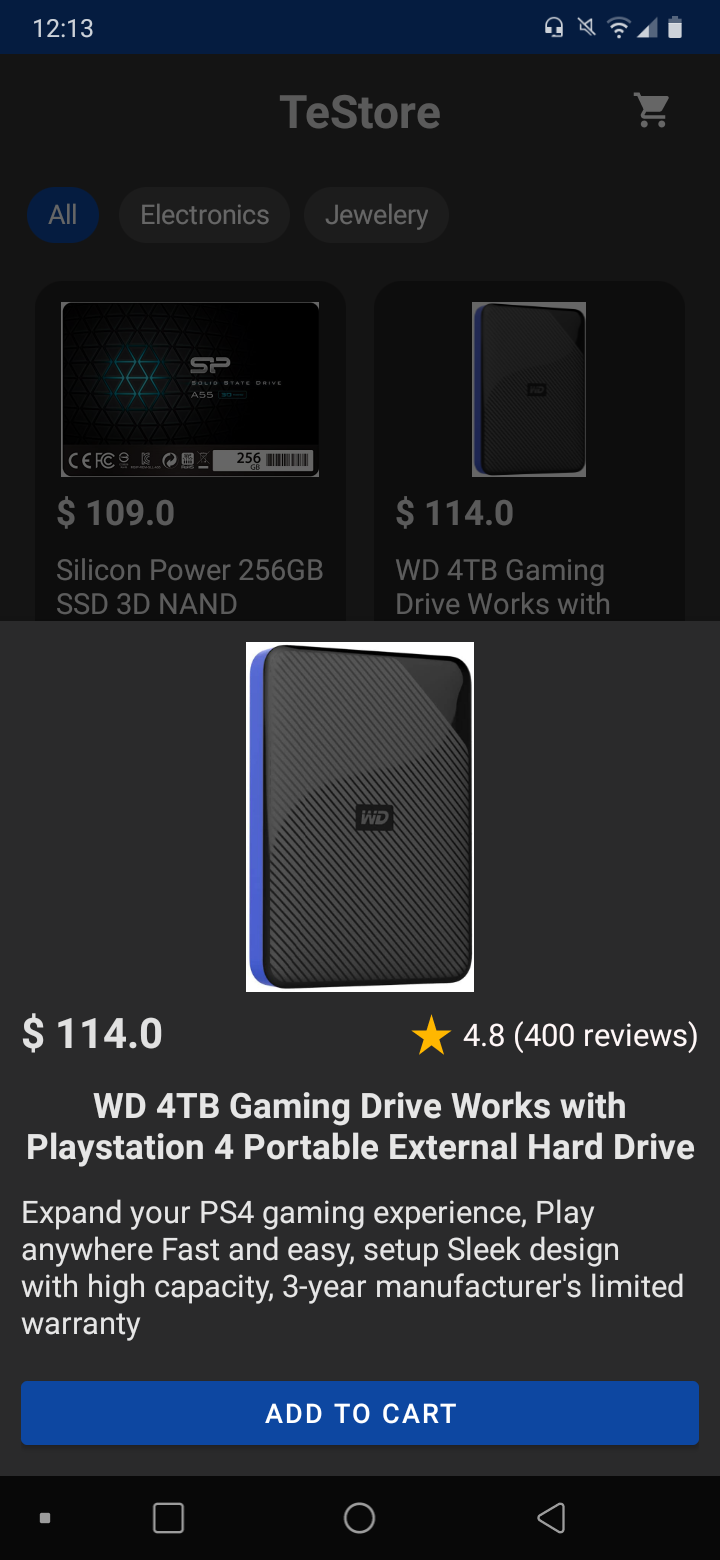 12:13
TeStore
All
Electronics
Jewelery
SP
SOLID STATE DRIVE
A55
256
GB
WD
$ 109.0
$ 114.0
Silicon Power 256GB
SSD 3D NAND
WD 4TB Gaming
Drive Works with
WD
$ 114.0
4.8 (400 reviews)
WD 4TB Gaming Drive Works with
Playstation 4 Portable External Hard Drive
Expand your PS4 gaming experience, Play
anywhere Fast and easy, setup Sleek design
with high capacity, 3-year manufacturer's limited
warranty
ADD TO CART